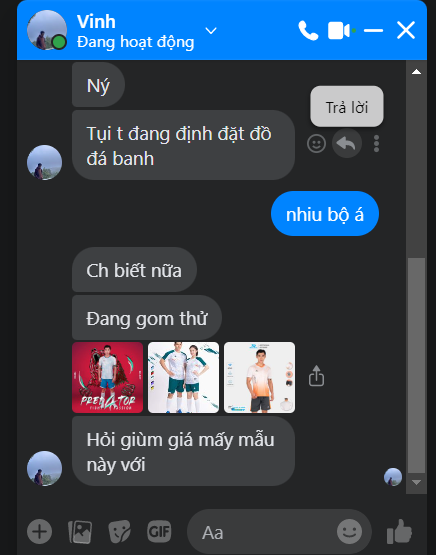 Vinh
Đang hoạt động
Ný
Trả lời
Tụi t đang định đặt đồ
đá banh
nhiu bộ á
Ch biết nữa
Đang gom thử
PREDATOR
Hỏi giùm giá mấy mẫu
này với
GIF
Aa